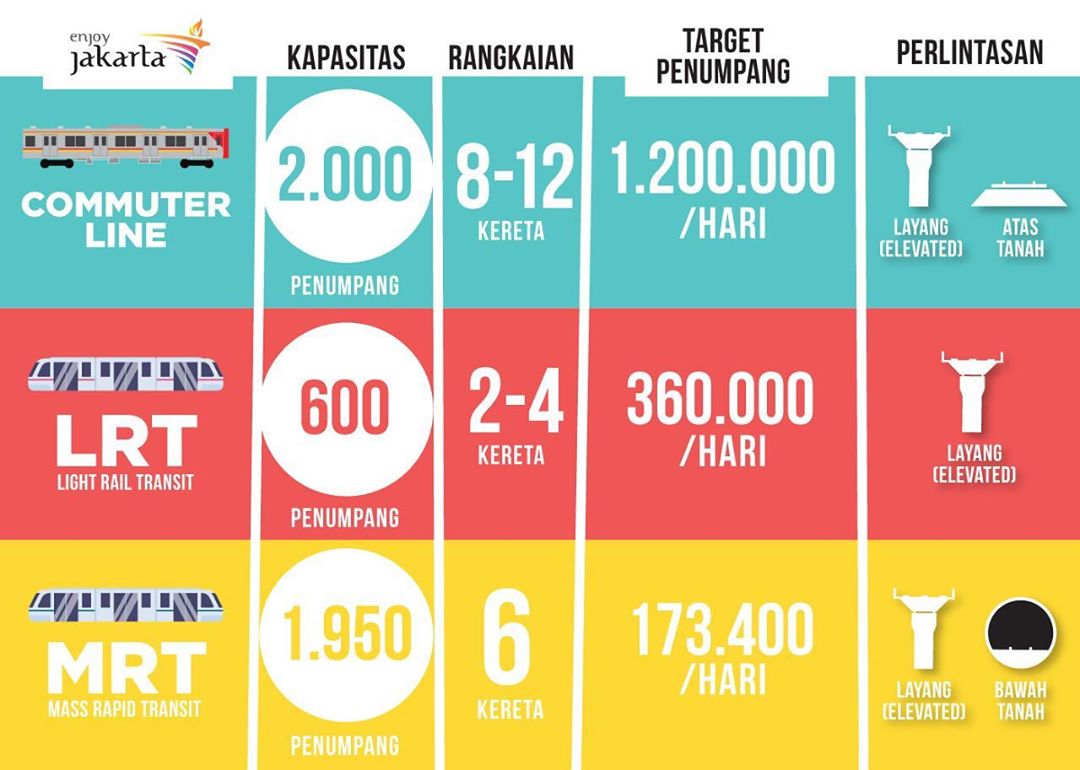 enjoy
jakarta
KAPASITAS
RANGKAIAN
TARGET
PENUMPANG
PERLINTASAN
COMMUTER
LINE
2.000
PENUMPANG
8-12
KERETA
1.200.000
/HARI
LAYANG
(ELEVATED)
ATAS
TANAH
LRT
LIGHT RAIL TRANSIT
600
PENUMPANG
2-4
KERETA
360.000
/HARI
LAYANG
(ELEVATED)
MRT
MASS RAPID TRANSIT
1.950
PENUMPANG
6
KERETA
173.400
/HARI
LAYANG
(ELEVATED)
BAWAH
TANAH